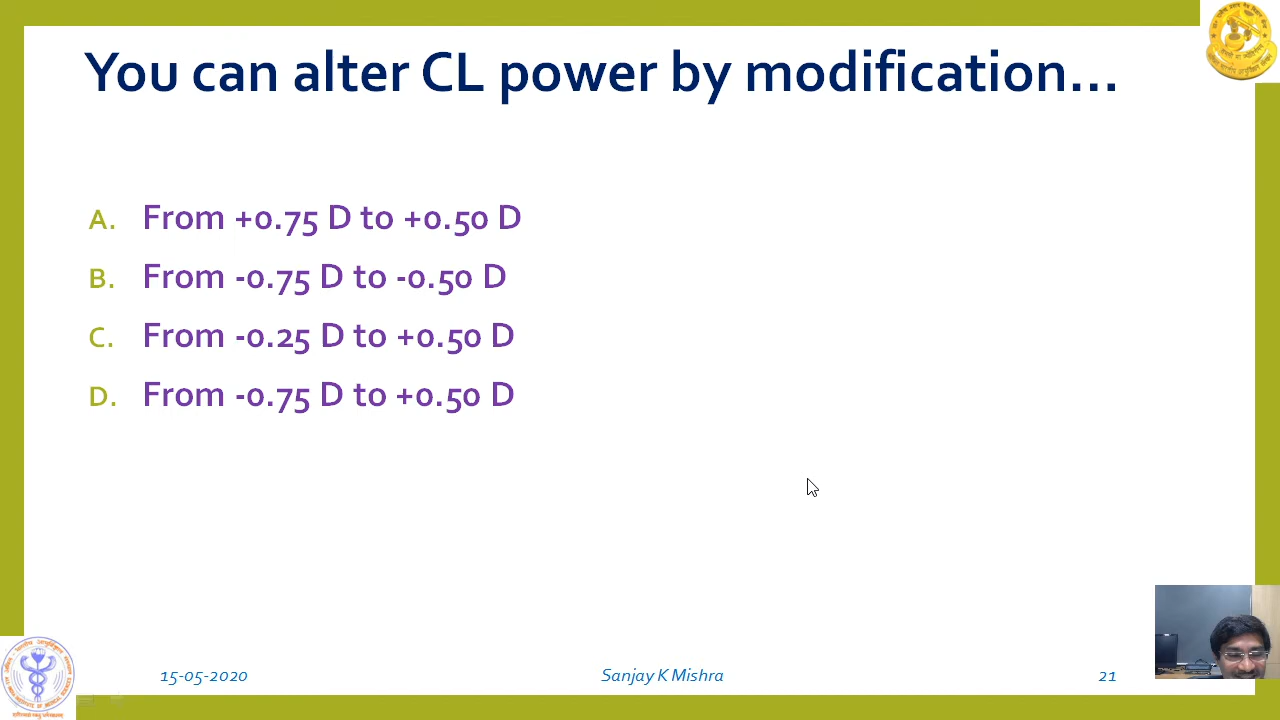 You can alter CL power by modification...
A. From +0.75 D to +0.50 D
B. From -0.75 D to -0.50 D
C. From -0.25 D to +0.50 D
D. From -0.75 D to +0.50 D
15-05-2020
Sanjay K Mishra
21